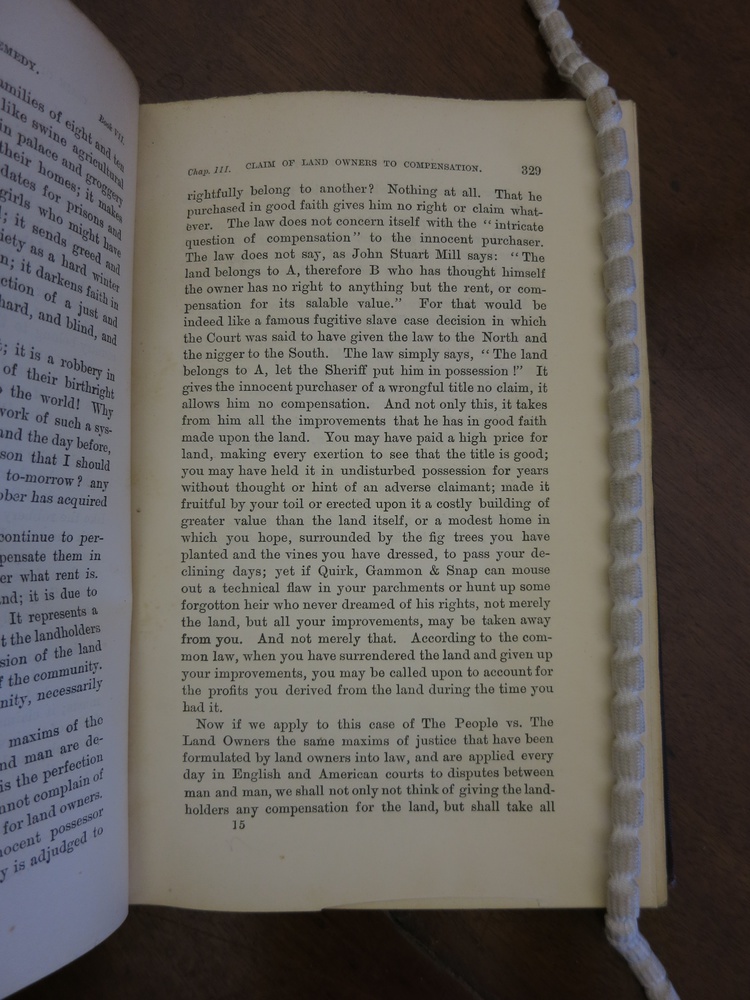 EMEDY.
Book VII.
amilies of eight and ten
like swine agricultural
in palace and groggery
their homes; it makes
dates for prisons and
girls who might have
; it sends greed and
iety as a hard winter
n; it darkens faith in
ction of a just and
hard, and blind, and
; it is a robbery in
of their birthright
the world! Why
work of such a sys-
and the day before,
son that I should
to-morrow? any
ber has acquired
continue to per-
pensate them in
er what rent is.
nd; it is due to
It represents a
t the landholders
sion of the land
f the community.
nity, necessarily
maxims of the
nd man are de-
is the perfection
nnot complain of
for land owners.
nocent possessor
y is adjudged to
Chap. III. CLAIM OF LAND OWNERS TO COMPENSATION. 329
rightfully belong to another? Nothing at all. That he
purchased in good faith gives him no right or claim what-
ever. The law does not concern itself with the "intricate
question of compensation" to the innocent purchaser.
The law does not say, as John Stuart Mill says: "The
land belongs to A, therefore B who has thought himself
the owner has no right to anything but the rent, or com-
pensation for its salable value." For that would be
indeed like a famous fugitive slave case decision in which
the Court was said to have given the law to the North and
the nigger to the South. The law simply says, "The land
belongs to A, let the Sheriff put him in possession!" It
gives the innocent purchaser of a wrongful title no claim, it
allows him no compensation. And not only this, it takes
from him all the improvements that he has in good faith
made upon the land. You may have paid a high price for
land, making every exertion to see that the title is good;
you may have held it in undisturbed possession for years
without thought or hint of an adverse claimant; made it
fruitful by your toil or erected upon it a costly building of
greater value than the land itself, or a modest home in
which you hope, surrounded by the fig trees you have
planted and the vines you have dressed, to pass your de-
clining days; yet if Quirk, Gammon & Snap can mouse
out a technical flaw in your parchments or hunt up some
forgotton heir who never dreamed of his rights, not merely
the land, but all your improvements, may be taken away
from you. And not merely that. According to the com-
mon law, when you have surrendered the land and given up
your improvements, you may be called upon to account for
the profits you derived from the land during the time you
had it.
Now if we apply to this case of The People vs. The
Land Owners the same maxims of justice that have been
formulated by land owners into law, and are applied every
day in English and American courts to disputes between
man and man, we shall not only not think of giving the land-
holders any compensation for the land, but shall take all
15